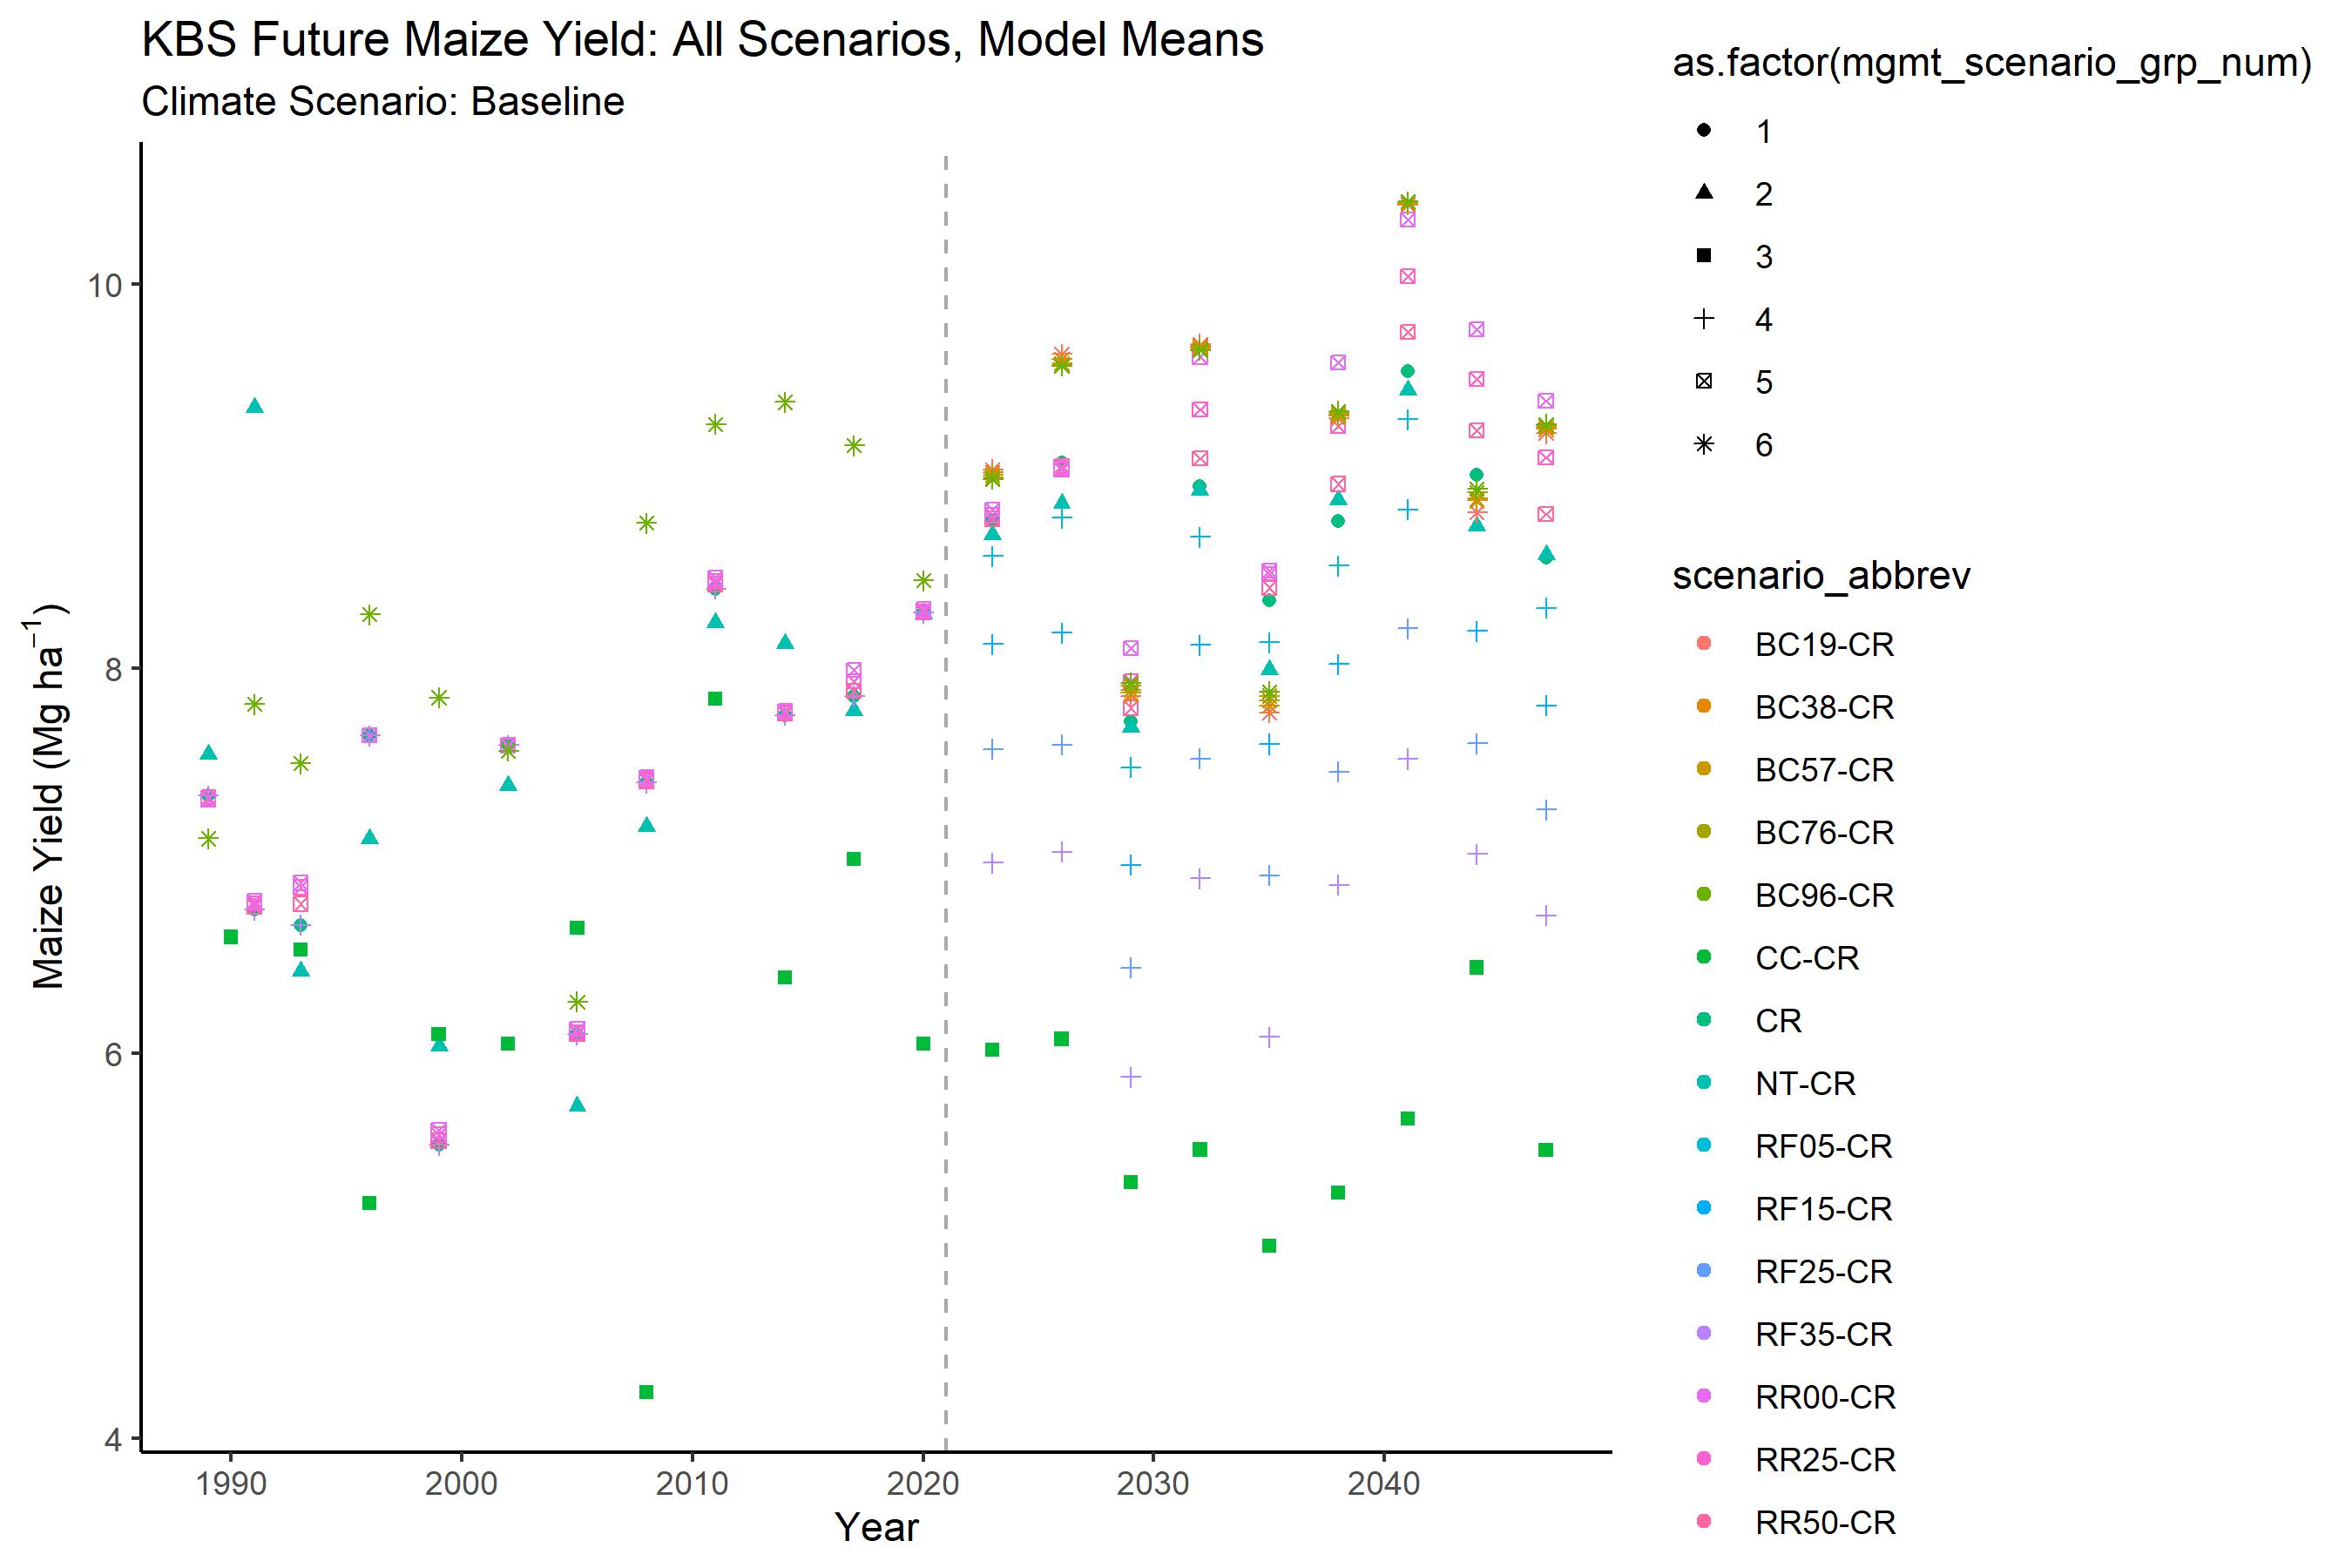 KBS Future Maize Yield: All Scenarios, Model Means
Climate Scenario: Baseline
Maize Yield (Mg ha⁻¹)
10
8
6
4
1990
2000
2010
2020
2030
2040
Year
as.factor(mgmt_scenario_grp_num)
1
2
3
4
5
6
scenario_abbrev
BC19-CR
BC38-CR
BC57-CR
BC76-CR
BC96-CR
CC-CR
CR
NT-CR
RF05-CR
RF15-CR
RF25-CR
RF35-CR
RR00-CR
RR25-CR
RR50-CR